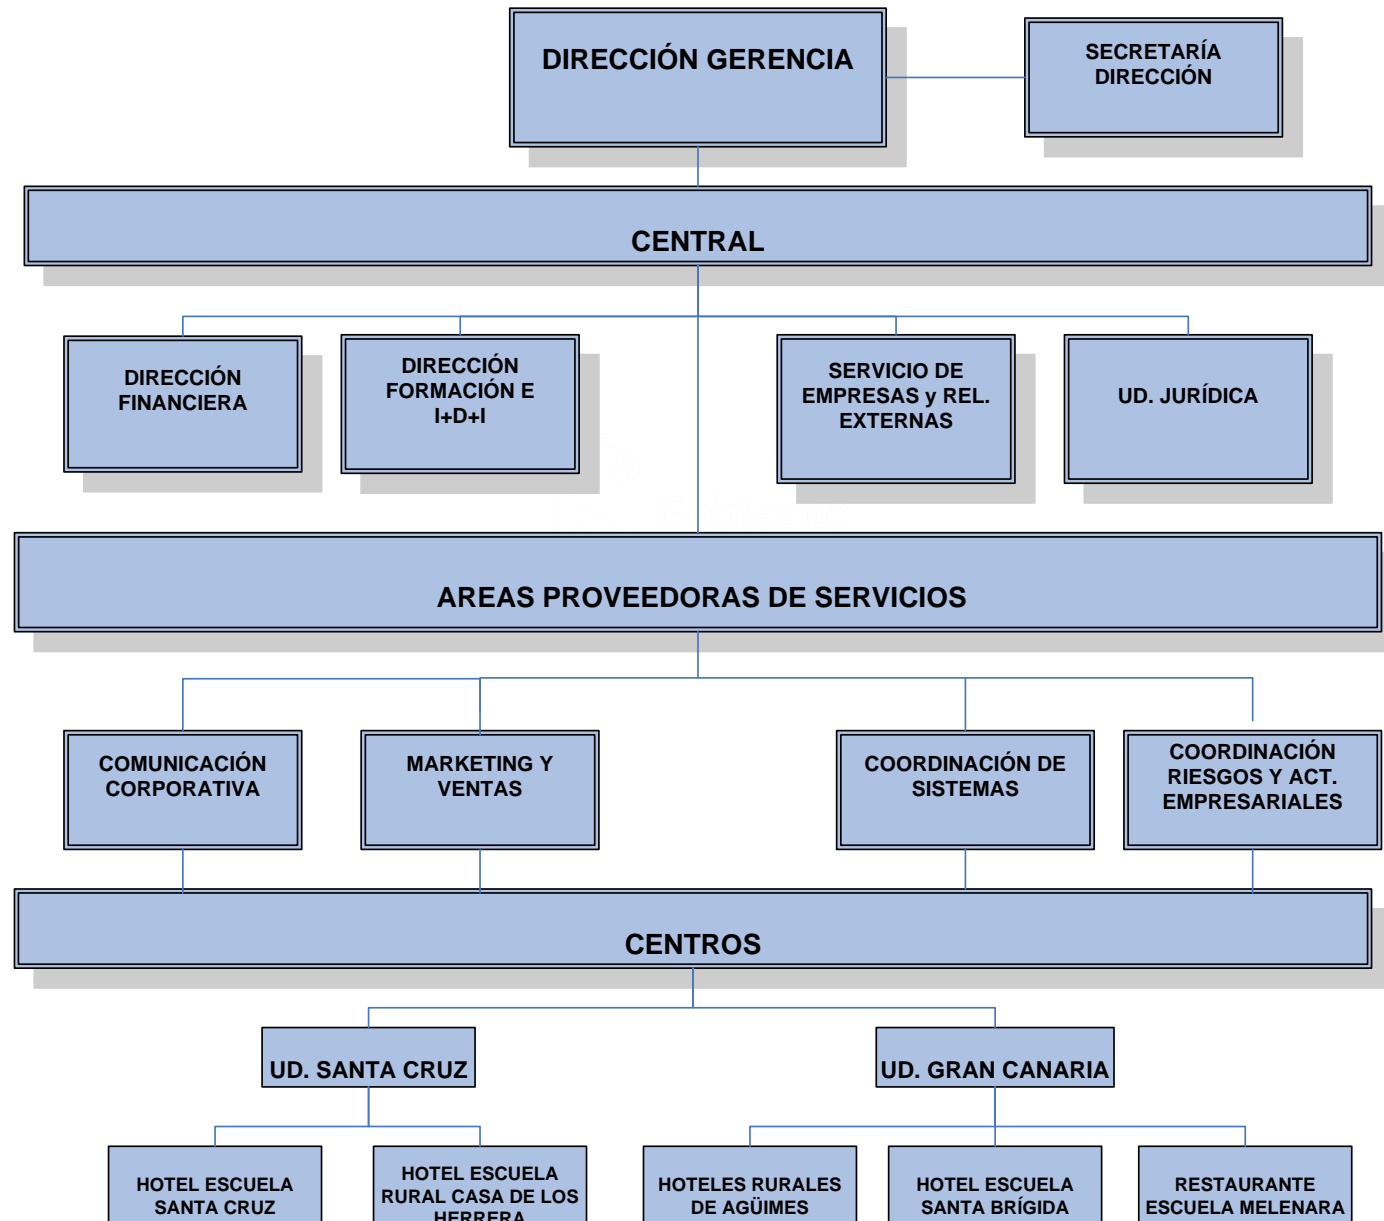 DIRECCIÓN GERENCIA
SECRETARÍA
DIRECCIÓN
CENTRAL
DIRECCIÓN
FINANCIERA
DIRECCIÓN
FORMACIÓN E
I+D+I
SERVICIO DE
EMPRESAS y REL.
EXTERNAS
UD. JURÍDICA
AREAS PROVEEDORAS DE SERVICIOS
COMUNICACIÓN
CORPORATIVA
MARKETING Y
VENTAS
COORDINACIÓN DE
SISTEMAS
COORDINACIÓN
RIESGOS Y ACT.
EMPRESARIALES
CENTROS
UD. SANTA CRUZ
UD. GRAN CANARIA
HOTEL ESCUELA
SANTA CRUZ
HOTEL ESCUELA
RURAL CASA DE LOS
HERRERA
HOTELES RURALES
DE AGÜIMES
HOTEL ESCUELA
SANTA BRÍGIDA
RESTAURANTE
ESCUELA MELENARA